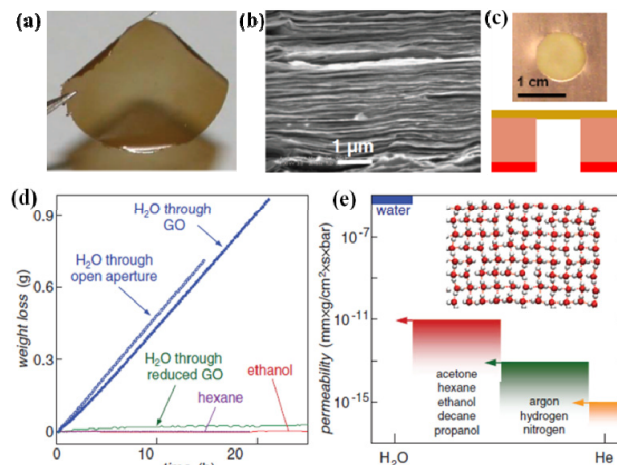 (a)
(b)
1 µm
(c)
1 cm
(d)
weight loss (g)
0.9
0.6
0.3
0
H₂O through
GO
H₂O through
open aperture
H₂O through
reduced GO
ethanol
hexane
0
10
20
(e)
permeability (mm×g/cm²×s×bar)
water
10⁻⁷
10⁻¹¹
10⁻¹⁵
acetone
hexane
ethanol
decane
propanol
argon
hydrogen
nitrogen
H₂O
He